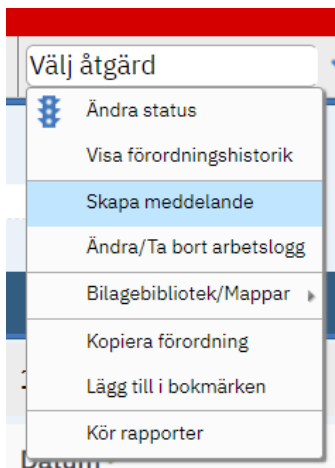 Välj åtgärd
Ändra status
Visa förordningshistorik
Skapa meddelande
Ändra/Ta bort arbetslogg
Bilagebibliotek/Mappar
Kopiera förordning
Lägg till i bokmärken
Kör rapporter
Datum